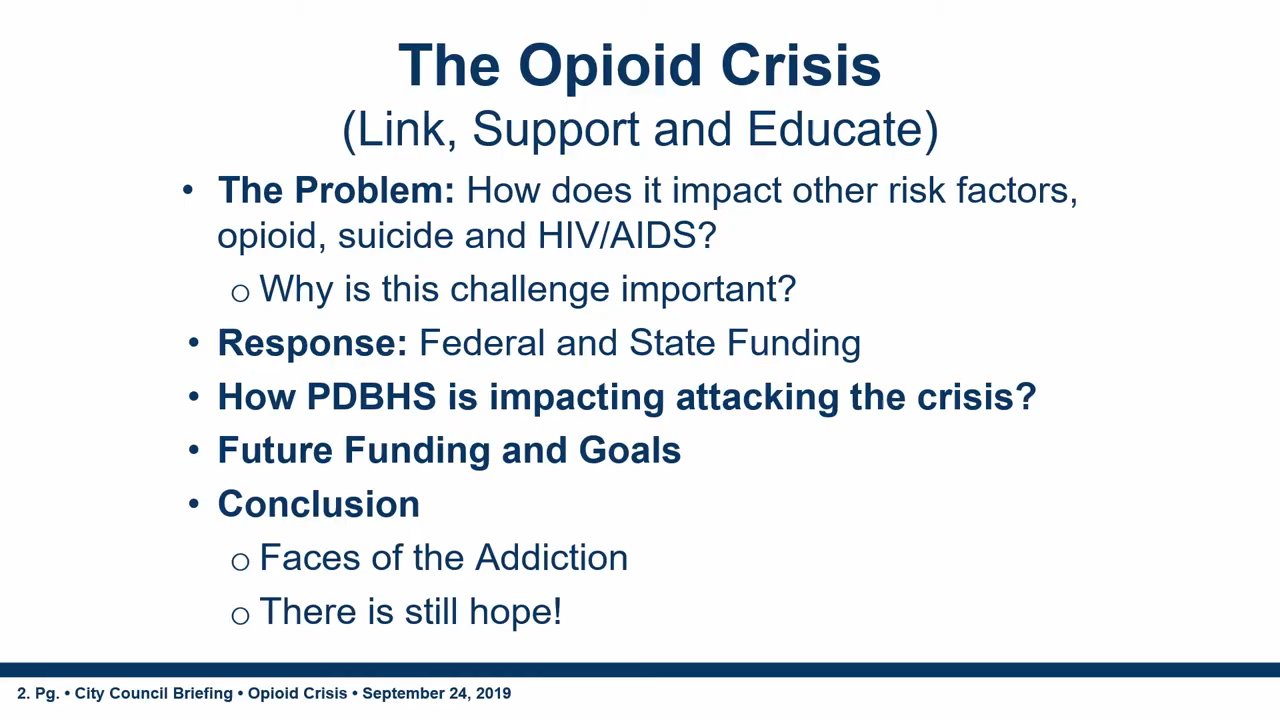 The Opioid Crisis
(Link, Support and Educate)
• The Problem: How does it impact other risk factors,
opioid, suicide and HIV/AIDS?
o Why is this challenge important?
• Response: Federal and State Funding
• How PDBHS is impacting attacking the crisis?
• Future Funding and Goals
• Conclusion
o Faces of the Addiction
o There is still hope!
2. Pg. • City Council Briefing • Opioid Crisis • September 24, 2019